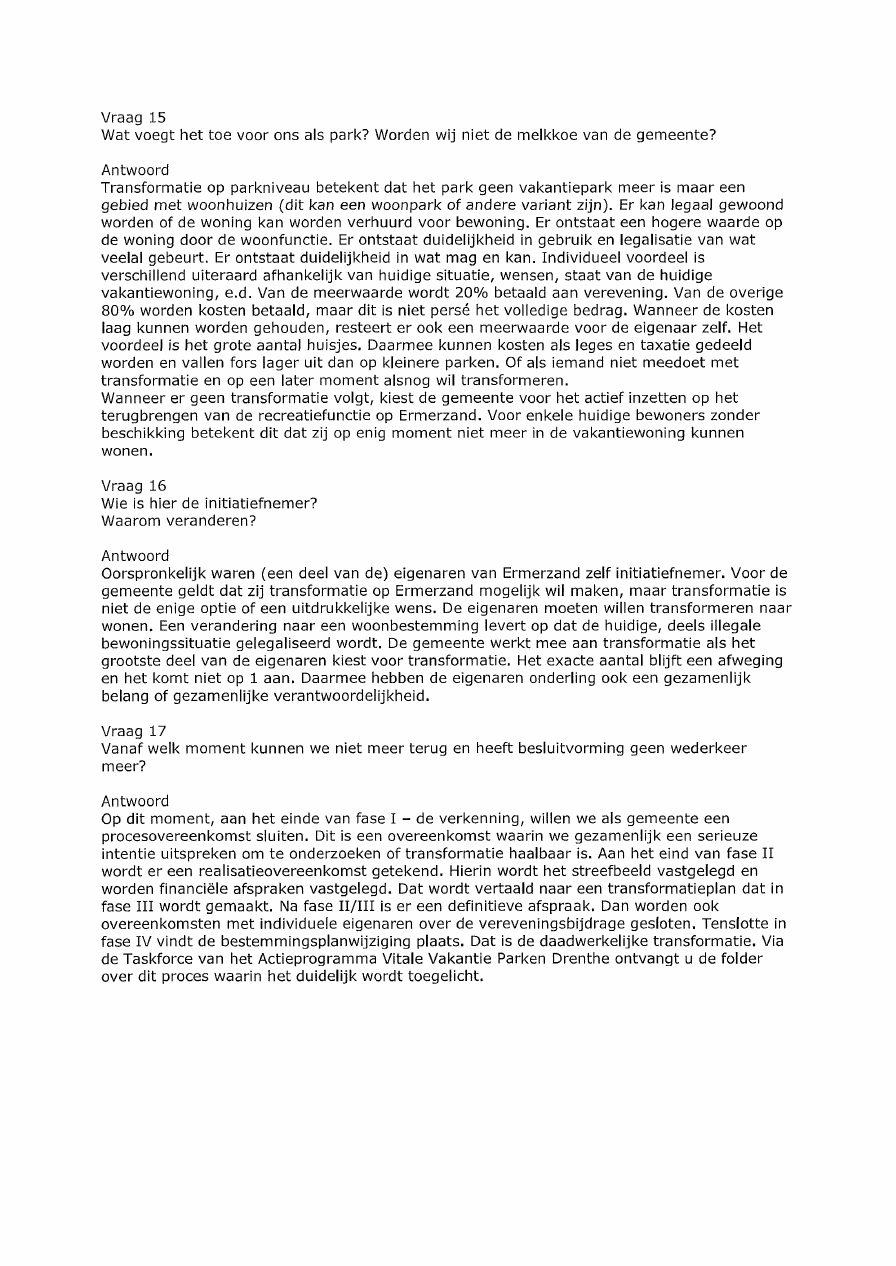 Vraag 15
Wat voegt het toe voor ons als park? Worden wij niet de melkkoe van de gemeente?
Antwoord
Transformatie op parkniveau betekent dat het park geen vakantiepark meer is maar een
gebied met woonhuizen (dit kan een woonpark of andere variant zijn). Er kan legaal gewoond
worden of de woning kan worden verhuurd voor bewoning. Er ontstaat een hogere waarde op
de woning door de woonfunctie. Er ontstaat duidelijkheid in gebruik en legalisatie van wat
veelal gebeurt. Er ontstaat duidelijkheid in wat mag en kan. Individueel voordeel is
verschillend uiteraard afhankelijk van huidige situatie, wensen, staat van de huidige
vakantiewoning, e.d. Van de meerwaarde wordt 20% betaald aan verevening. Van de overige
80% worden kosten betaald, maar dit is niet persé het volledige bedrag. Wanneer de kosten
laag kunnen worden gehouden, resteert er ook een meerwaarde voor de eigenaar zelf. Het
voordeel is het grote aantal huisjes. Daarmee kunnen kosten als leges en taxatie gedeeld
worden en vallen fors lager uit dan op kleinere parken. Of als iemand niet meedoet met
transformatie en op een later moment alsnog wil transformeren.
Wanneer er geen transformatie volgt, kiest de gemeente voor het actief inzetten op het
terugbrengen van de recreatiefunctie op Ermerzand. Voor enkele huidige bewoners zonder
beschikking betekent dit dat zij op enig moment niet meer in de vakantiewoning kunnen
wonen.
Vraag 16
Wie is hier de initiatiefnemer?
Waarom veranderen?
Antwoord
Oorspronkelijk waren (een deel van de) eigenaren van Ermerzand zelf initiatiefnemer. Voor de
gemeente geldt dat zij transformatie op Ermerzand mogelijk wil maken, maar transformatie is
niet de enige optie of een uitdrukkelijke wens. De eigenaren moeten willen transformeren naar
wonen. Een verandering naar een woonbestemming levert op dat de huidige, deels illegale
bewoningssituatie gelegaliseerd wordt. De gemeente werkt mee aan transformatie als het
grootste deel van de eigenaren kiest voor transformatie. Het exacte aantal blijft een afweging
en het komt niet op 1 aan. Daarmee hebben de eigenaren onderling ook een gezamenlijk
belang of gezamenlijke verantwoordelijkheid.
Vraag 17
Vanaf welk moment kunnen we niet meer terug en heeft besluitvorming geen wederkeer
meer?
Antwoord
Op dit moment, aan het einde van fase I – de verkenning, willen we als gemeente een
procesovereenkomst sluiten. Dit is een overeenkomst waarin we gezamenlijk een serieuze
intentie uitspreken om te onderzoeken of transformatie haalbaar is. Aan het eind van fase II
wordt er een realisatieovereenkomst getekend. Hierin wordt het streefbeeld vastgelegd en
worden financiële afspraken vastgelegd. Dat wordt vertaald naar een transformatieplan dat in
fase III wordt gemaakt. Na fase II/III is er een definitieve afspraak. Dan worden ook
overeenkomsten met individuele eigenaren over de vereveningsbijdrage gesloten. Tenslotte in
fase IV vindt de bestemmingsplanwijziging plaats. Dat is de daadwerkelijke transformatie. Via
de Taskforce van het Actieprogramma Vitale Vakantie Parken Drenthe ontvangt u de folder
over dit proces waarin het duidelijk wordt toegelicht.